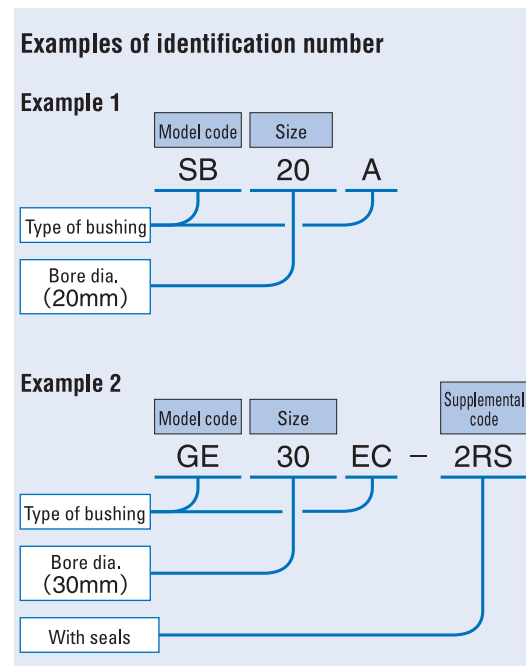 Examples of identification number
Example 1
Model code Size
SB 20 A
Type of bushing
Bore dia.
(20mm)
Example 2
Model code Size Supplemental
code
GE 30 EC – 2RS
Type of bushing
Bore dia.
(30mm)
With seals